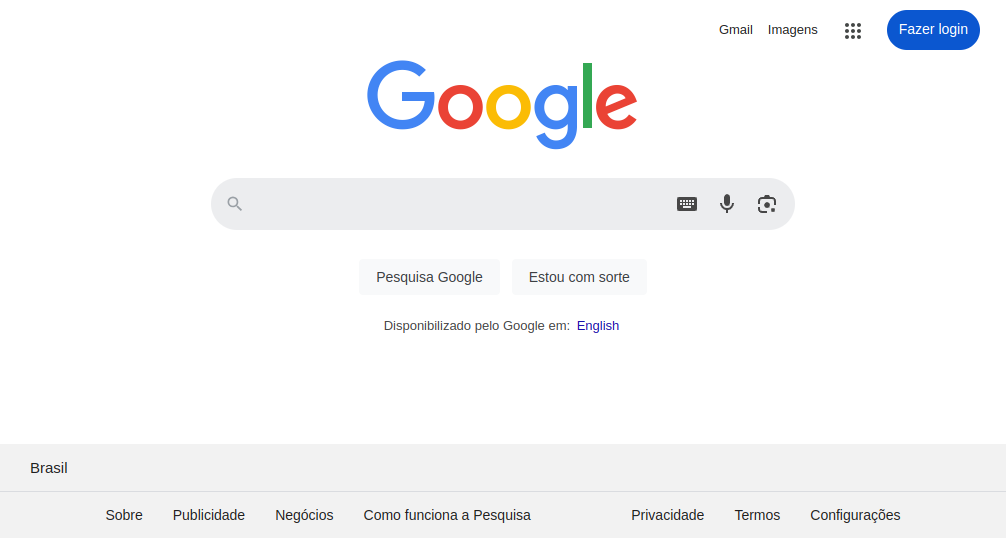 Gmail Imagens Fazer login
Google
Pesquisa Google Estou com sorte
Disponibilizado pelo Google em: English
Brasil
Sobre Publicidade Negócios Como funciona a Pesquisa Privacidade Termos Configurações